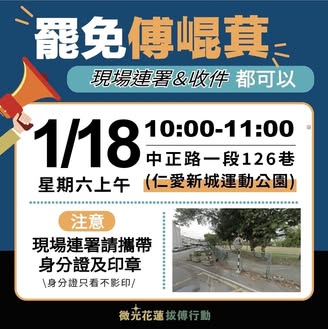 罷免傅崐萁
現場連署&收件 都可以
1/18
星期六上午
10:00-11:00
中正路一段126巷
(仁愛新城運動公園)
注意
現場連署請攜帶
身分證及印章
\身分證只看不影印/
微光花蓮 拔傅行動